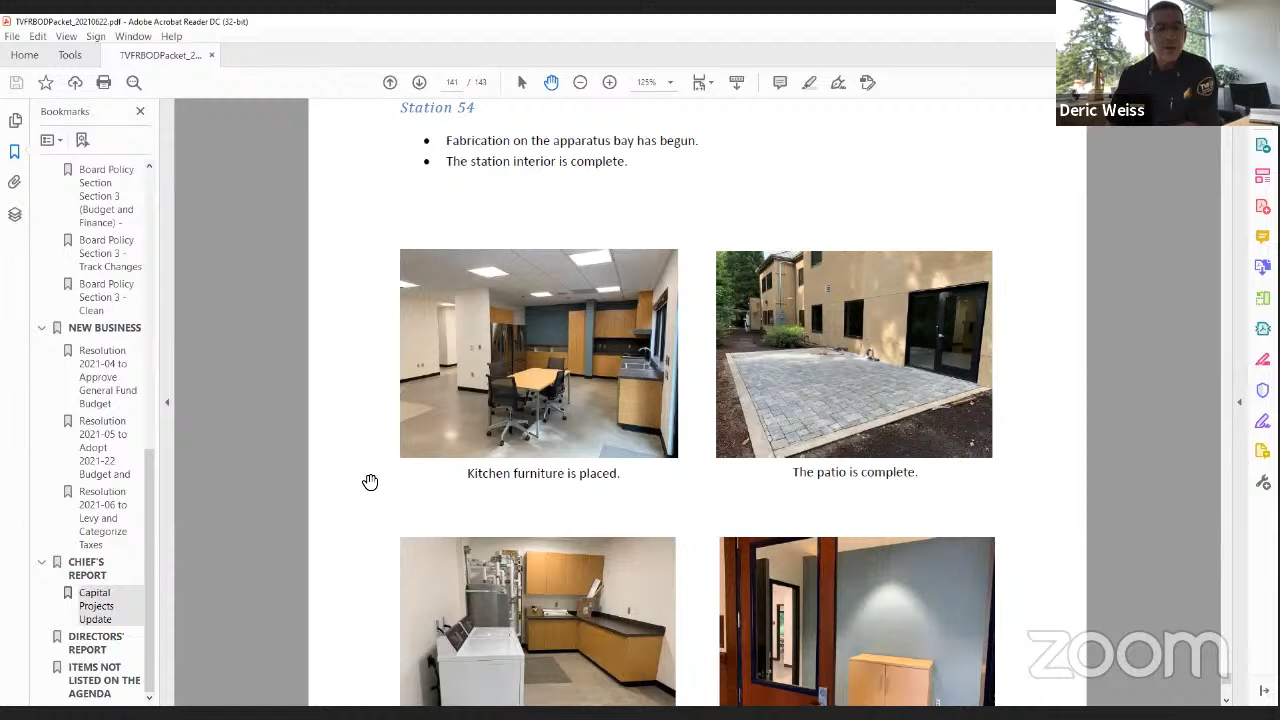 TVFRBODPacket_20210622.pdf - Adobe Acrobat Reader DC (32-bit)
File Edit View Sign Window Help
Home Tools TVFRBODPacket_2... ×
141 / 143 125%
Bookmarks
Board Policy
Section
Section 3
(Budget and
Finance) -
Board Policy
Section 3 -
Track Changes
Board Policy
Section 3 -
Clean
NEW BUSINESS
Resolution
2021-04 to
Approve
General Fund
Budget
Resolution
2021-05 to
Adopt
2021-22
Budget and
Resolution
2021-06 to
Levy and
Categorize
Taxes
CHIEF'S
REPORT
Capital
Projects
Update
DIRECTORS'
REPORT
ITEMS NOT
LISTED ON THE
AGENDA
Station 54
• Fabrication on the apparatus bay has begun.
• The station interior is complete.
Kitchen furniture is placed.
The patio is complete.
Deric Weiss
zoom